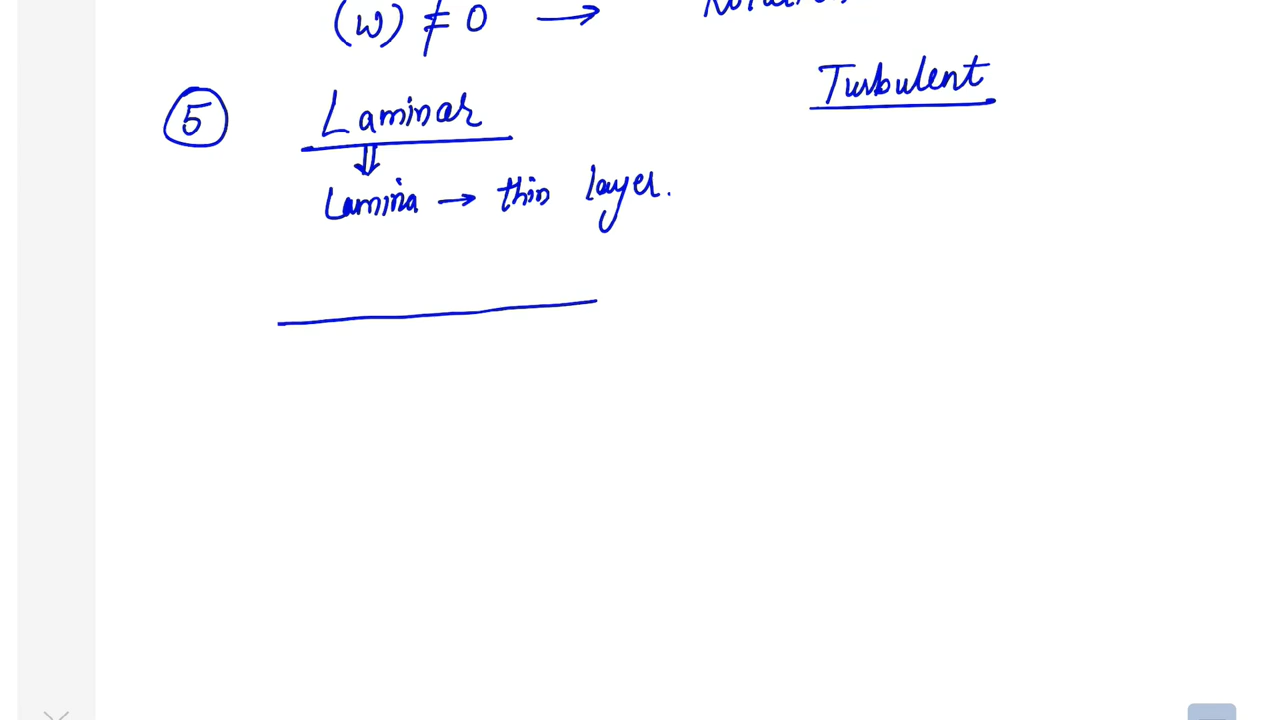 (w) ≠ 0 →
Turbulent
⑤ Laminar
⇓
Lamina → thin layer.